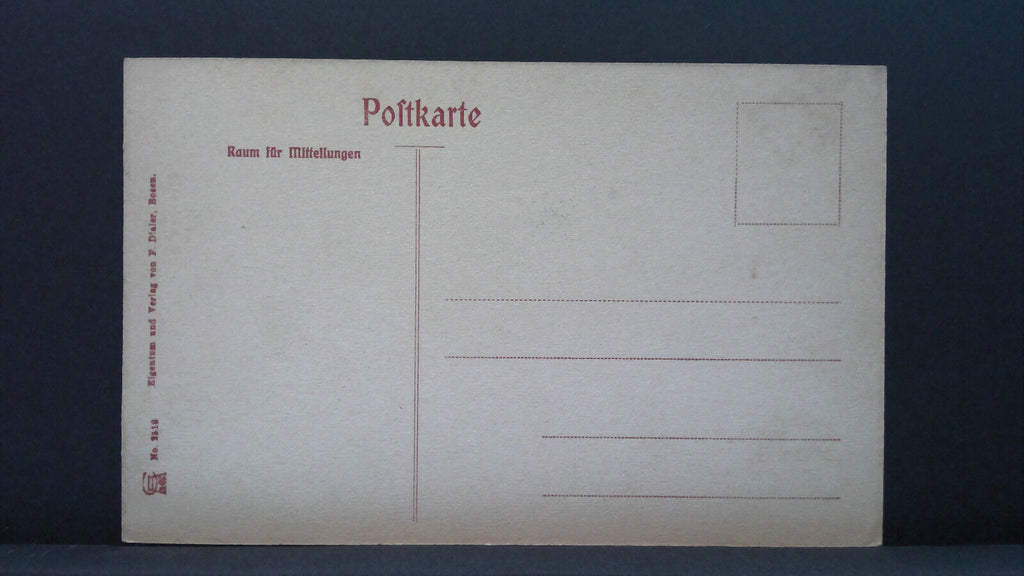 Poſtkarte
Raum für Mitteilungen
Eigentum und Verlag von F. Dialer, Bozen.
No. 2518